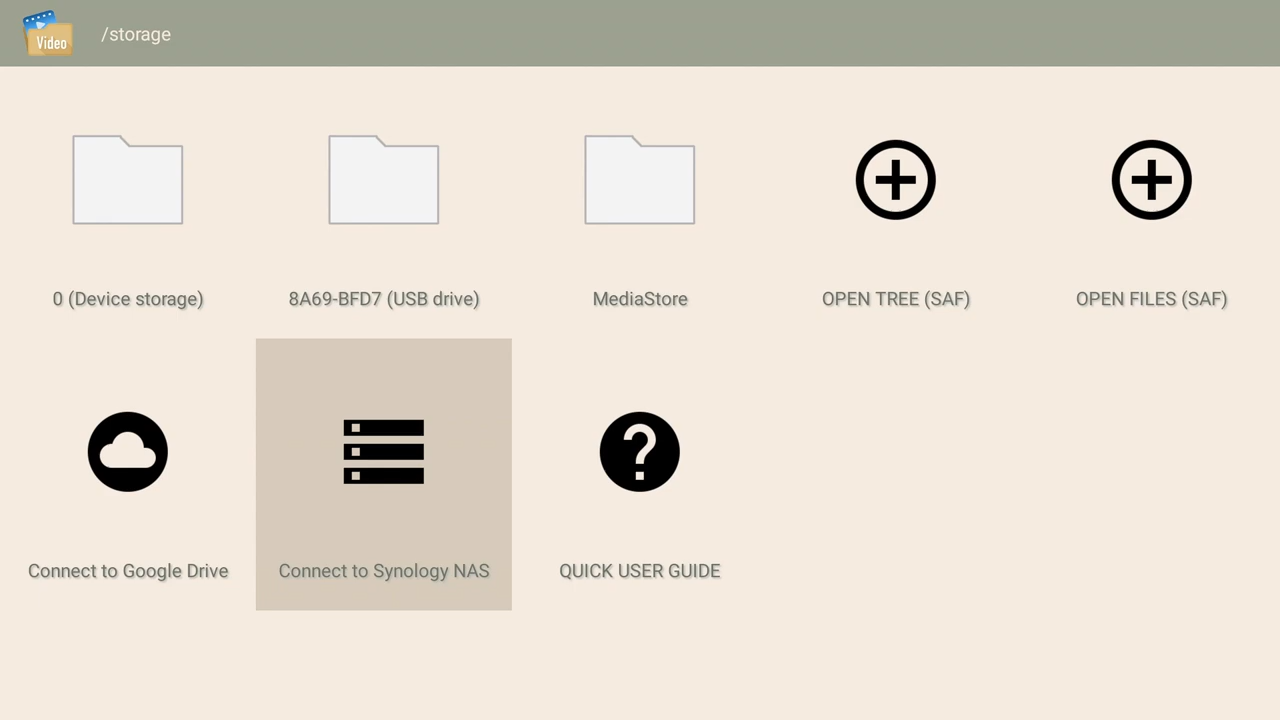 Video
/storage
0 (Device storage)
8A69-BFD7 (USB drive)
MediaStore
OPEN TREE (SAF)
OPEN FILES (SAF)
Connect to Google Drive
Connect to Synology NAS
QUICK USER GUIDE